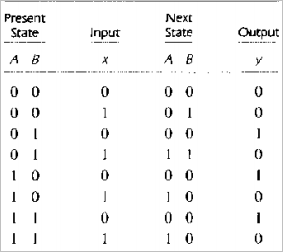 Present Next
State Input State Output
A B x A B y
0 0 0 0 0 0
0 0 1 0 1 0
0 1 0 0 0 1
0 1 1 1 1 0
1 0 0 0 0 1
1 0 1 1 0 0
1 1 0 0 0 1
1 1 1 1 0 0